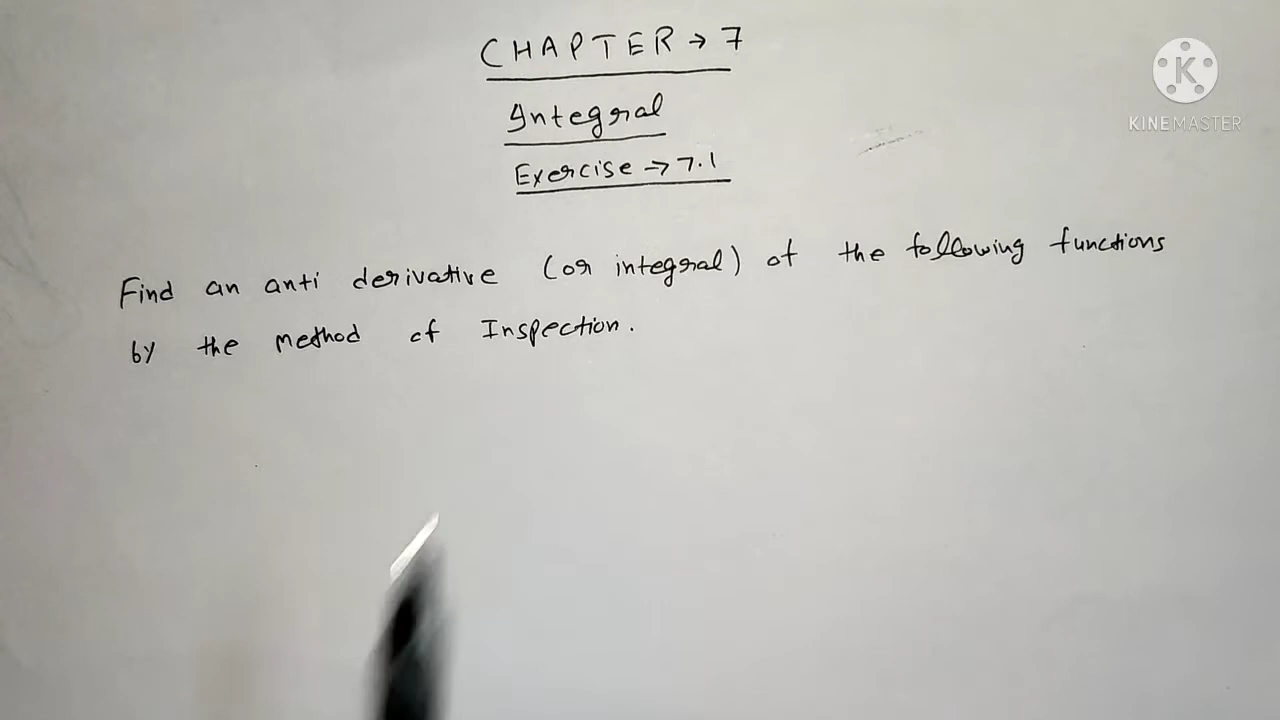 CHAPTER → 7
Integral
Exercise → 7.1
Find an anti derivative (or integral) of the following functions
by the method of Inspection.
K
KINEMASTER